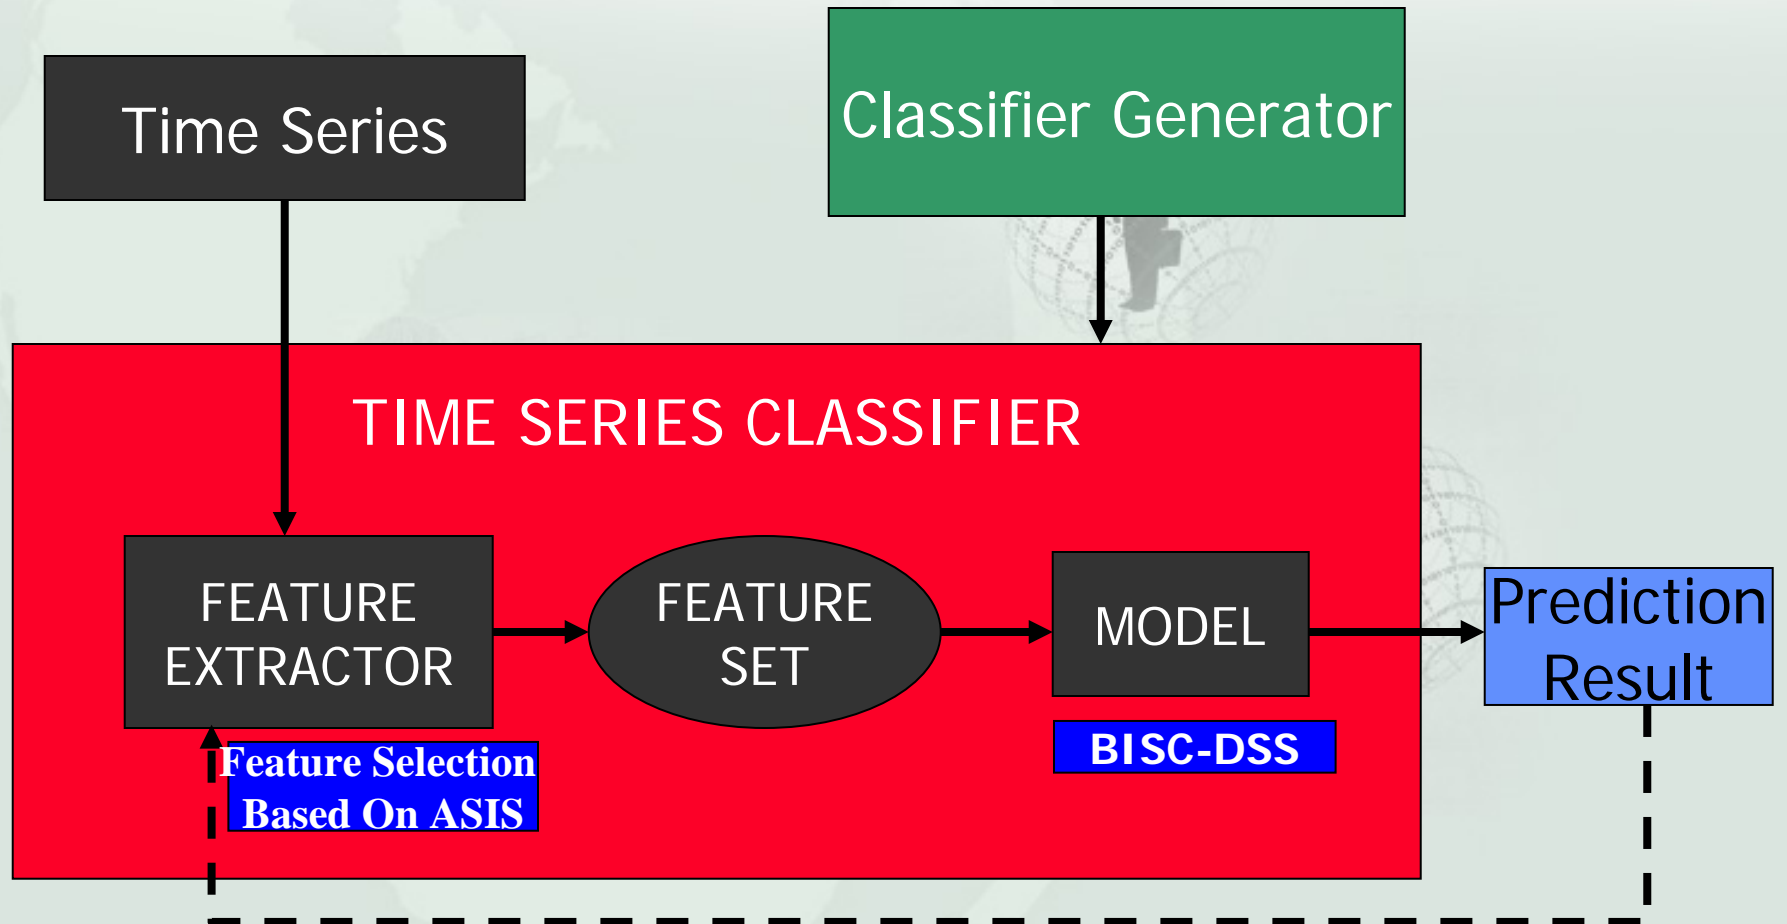 Time Series
Classifier Generator
TIME SERIES CLASSIFIER
FEATURE
EXTRACTOR
FEATURE
SET
MODEL
Prediction
Result
Feature Selection
Based On ASIS
BISC-DSS